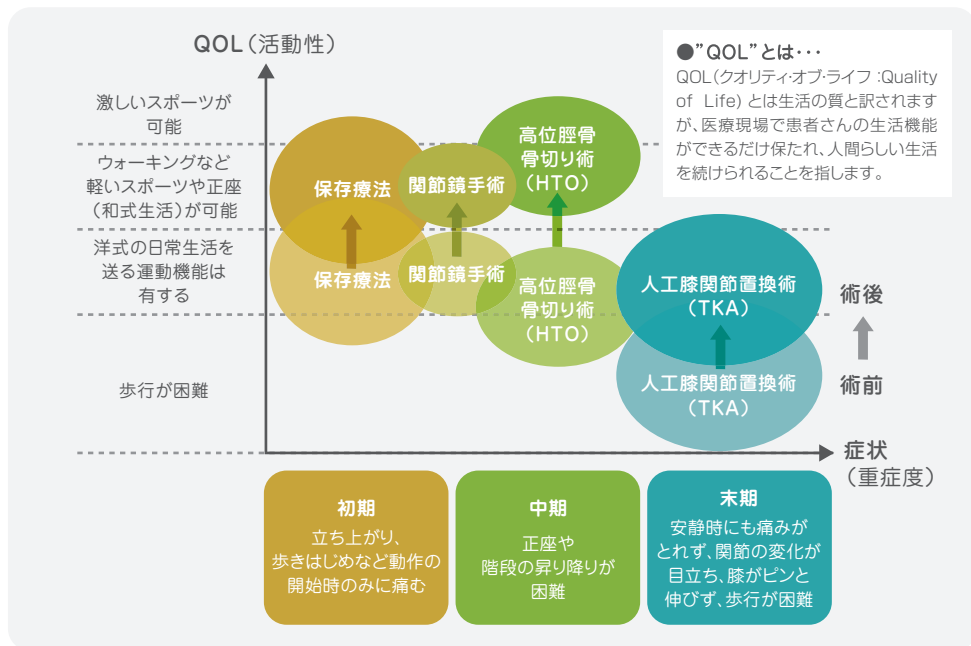 QOL（活動性）
●”QOL”とは･･･
QOL（クオリティ・オブ・ライフ：Quality
of Life）とは生活の質と訳されます
が、医療現場で患者さんの生活機能
ができるだけ保たれ、人間らしい生活
を続けられることを指します。
激しいスポーツが
可能
ウォーキングなど
軽いスポーツや正座
（和式生活）が可能
洋式の日常生活を
送る運動機能は
有する
歩行が困難
保存療法
関節鏡手術
高位脛骨
骨切り術
（HTO）
保存療法
関節鏡手術
高位脛骨
骨切り術
（HTO）
人工膝関節置換術
（TKA）
人工膝関節置換術
（TKA）
術後
術前
症状
（重症度）
初期
立ち上がり、
歩きはじめなど動作の
開始時のみに痛む
中期
正座や
階段の昇り降りが
困難
末期
安静時にも痛みが
とれず、関節の変化が
目立ち、膝がピンと
伸びず、歩行が困難